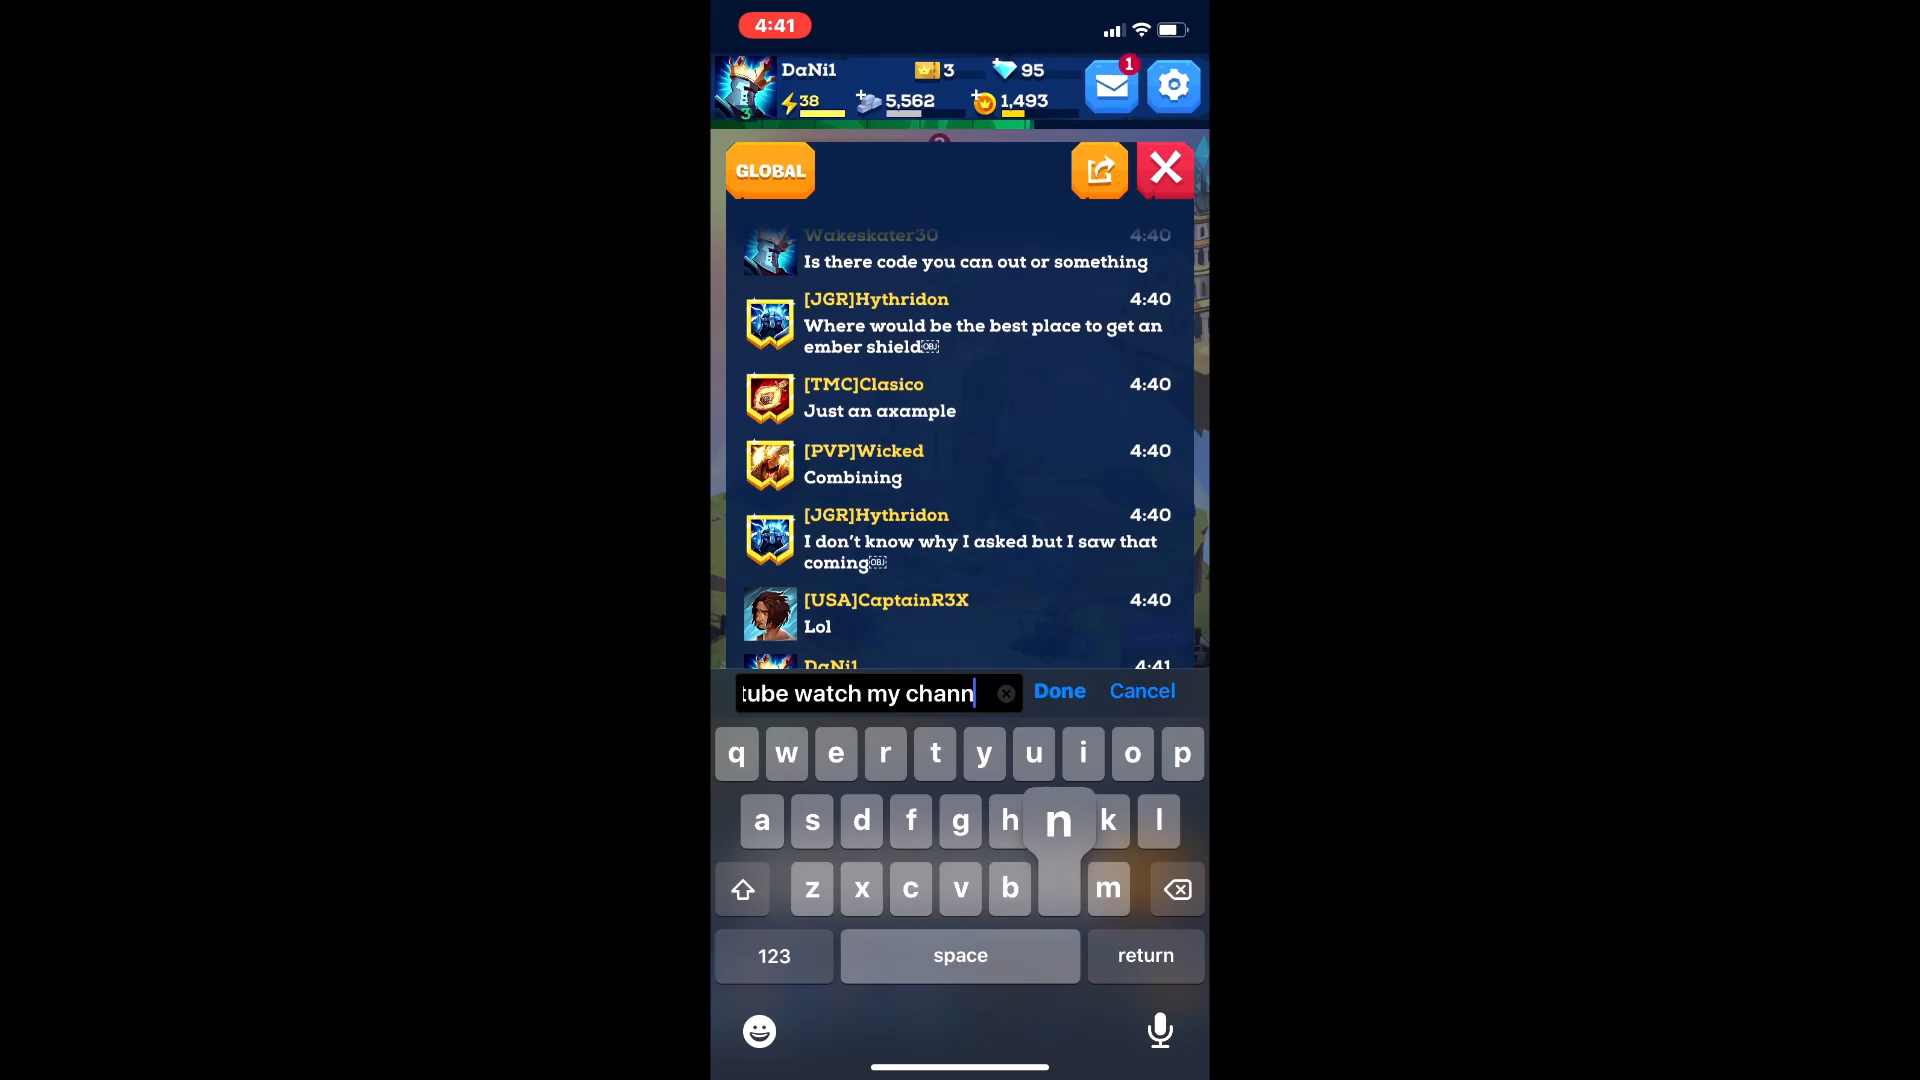 4:41
DaNi1
3
95
1
38
5,562
1,493
3
GLOBAL
Wakeskater30 4:40
Is there code you can out or something
[JGR]Hythridon 4:40
Where would be the best place to get an
ember shield
[TMC]Clasico 4:40
Just an axample
[PVP]Wicked 4:40
Combining
[JGR]Hythridon 4:40
I don't know why I asked but I saw that
coming
[USA]CaptainR3X 4:40
Lol
DaNi1 4:41
tube watch my chann
Done
Cancel
q w e r t y u i o p
a s d f g h n k l
z x c v b m
123 space return